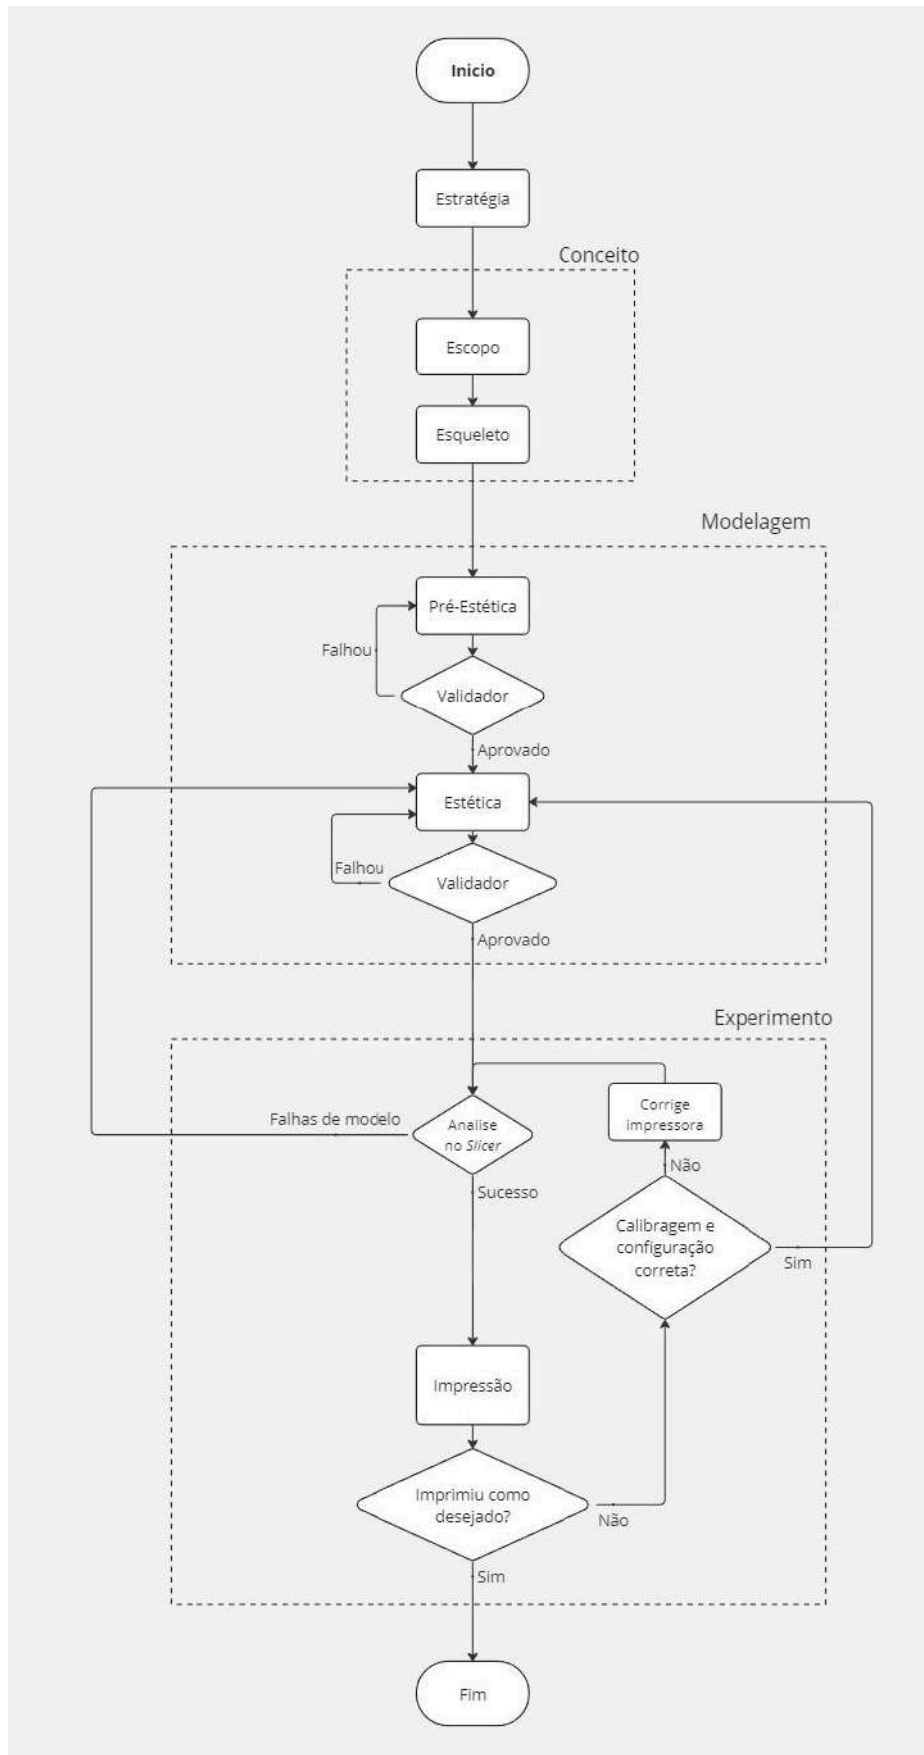 Inicio
Estratégia
Conceito
Escopo
Esqueleto
Modelagem
Pré-Estética
Falhou
Validador
Aprovado
Estética
Falhou
Validador
Aprovado
Experimento
Corrige
impressora
Falhas de modelo
Analise
no Slicer
Não
Sucesso
Calibragem e
configuração
correta?
Sim
Impressão
Imprimiu como
desejado?
Não
Sim
Fim